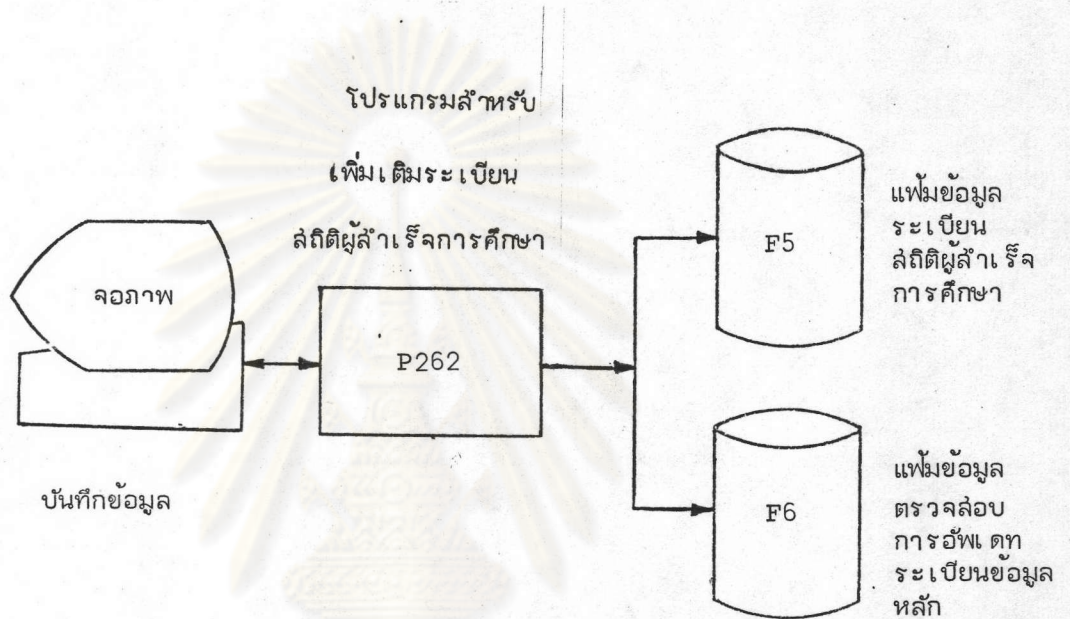 โปรแกรมสำหรับ
เพิ่มเติมระเบียน
สถิติผู้สำเร็จการศึกษา
จอภาพ
P262
บันทึกข้อมูล
F5
แฟ้มข้อมูล
ระเบียน
สถิติผู้สำเร็จ
การศึกษา
F6
แฟ้มข้อมูล
ตรวจสอบ
การอัพเดท
ระเบียนข้อมูล
หลัก